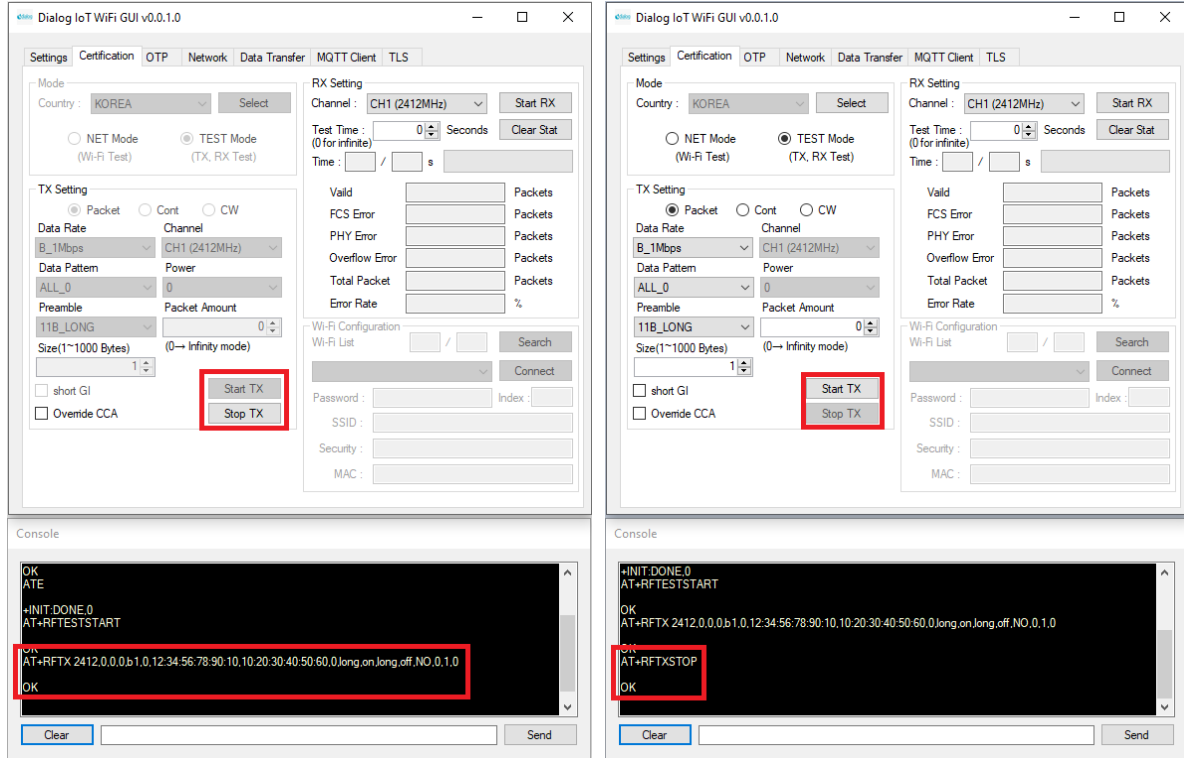 Dialog IoT WiFi GUI v0.0.1.0
Settings Certification OTP Network Data Transfer MQTT Client TLS
Mode
Country : KOREA Select
NET Mode TEST Mode
(Wi-Fi Test) (TX, RX Test)
TX Setting
Packet Cont CW
Data Rate Channel
B_1Mbps CH1 (2412MHz)
Data Pattern Power
ALL_0 0
Preamble Packet Amount
11B_LONG 0
Size(1~1000 Bytes) (0→ Infinity mode)
1
short GI Start TX
Override CCA Stop TX
RX Setting
Channel : CH1 (2412MHz) Start RX
Test Time : 0 Seconds Clear Stat
(0 for infinite)
Time : / s
Vaild Packets
FCS Error Packets
PHY Error Packets
Overflow Error Packets
Total Packet Packets
Error Rate %
Wi-Fi Configuration
Wi-Fi List / Search
Connect
Password : Index :
SSID :
Security :
MAC :
Console
OK
ATE
+INIT:DONE,0
AT+RFTESTSTART
OK
AT+RFTX 2412,0,0,0,b1,0,12:34:56:78:90:10,10:20:30:40:50:60,0,long,on,long,off,NO,0,1,0
OK
Clear Send
Dialog IoT WiFi GUI v0.0.1.0
Settings Certification OTP Network Data Transfer MQTT Client TLS
Mode
Country : KOREA Select
NET Mode TEST Mode
(Wi-Fi Test) (TX, RX Test)
TX Setting
Packet Cont CW
Data Rate Channel
B_1Mbps CH1 (2412MHz)
Data Pattern Power
ALL_0 0
Preamble Packet Amount
11B_LONG 0
Size(1~1000 Bytes) (0→ Infinity mode)
1
short GI Start TX
Override CCA Stop TX
RX Setting
Channel : CH1 (2412MHz) Start RX
Test Time : 0 Seconds Clear Stat
(0 for infinite)
Time : / s
Vaild Packets
FCS Error Packets
PHY Error Packets
Overflow Error Packets
Total Packet Packets
Error Rate %
Wi-Fi Configuration
Wi-Fi List / Search
Connect
Password : Index :
SSID :
Security :
MAC :
Console
+INIT:DONE,0
AT+RFTESTSTART
OK
AT+RFTX 2412,0,0,0,b1,0,12:34:56:78:90:10,10:20:30:40:50:60,0,long,on,long,off,NO,0,1,0
OK
AT+RFTXSTOP
OK
Clear Send